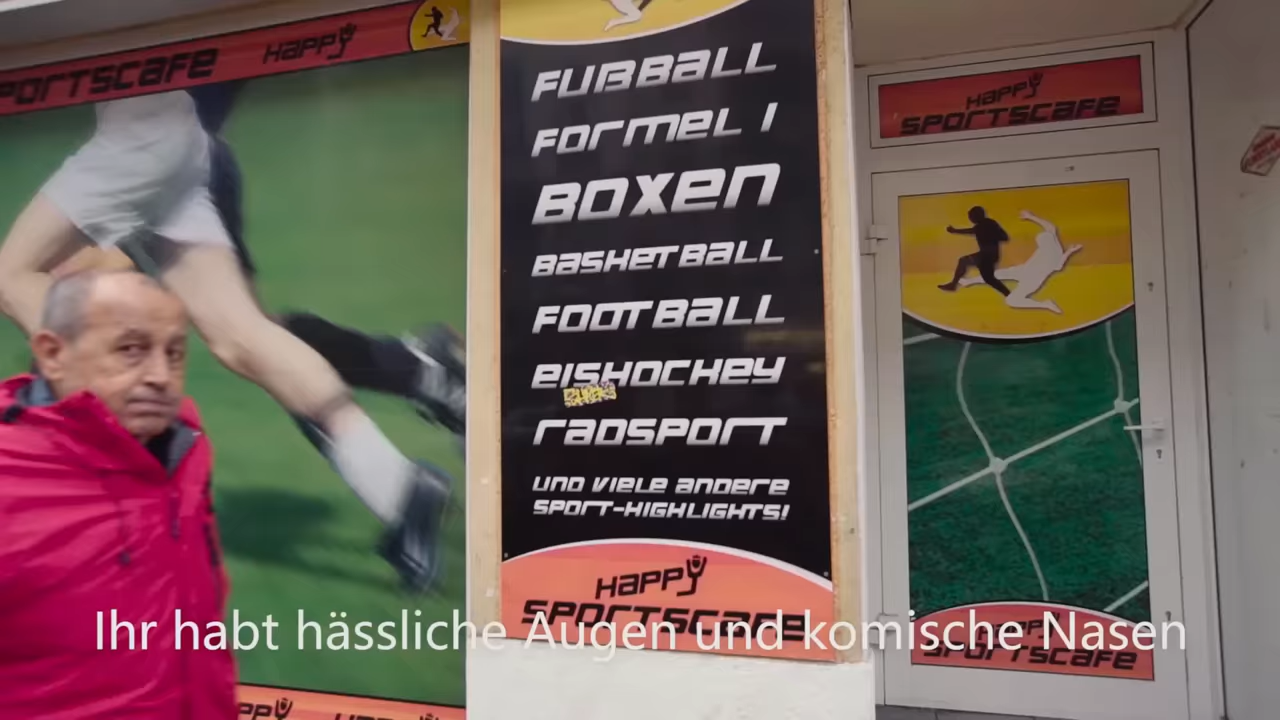 SPORTSCAFE HAPPY
FUßBALL
FORMEL 1
BOXEN
BASKETBALL
FOOTBALL
EISHOCKEY
RADSPORT
UND VIELE ANDERE
SPORT-HIGHLIGHTS!
HAPPY
SPORTSCAFE
HAPPY
SPORTSCAFE
HAPPY
SPORTSCAFE
Ihr habt hässliche Augen und komische Nasen